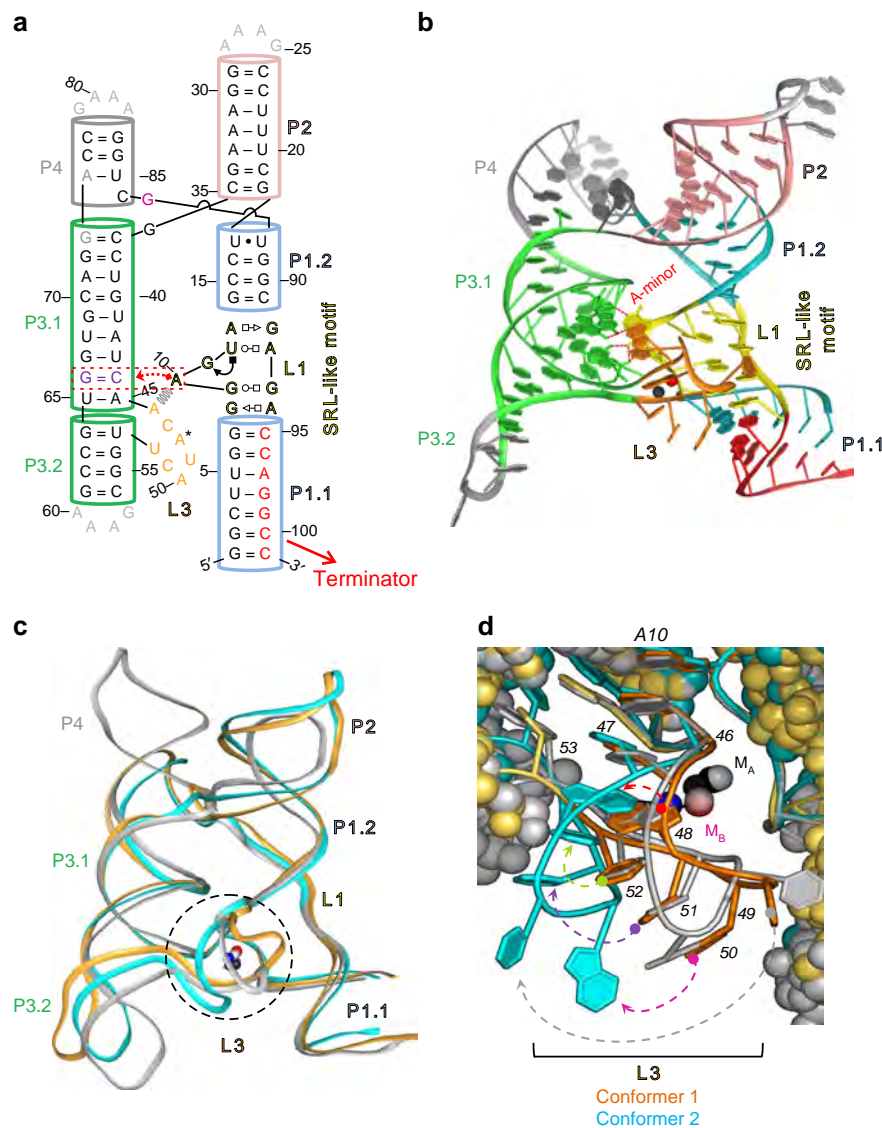 a
A A
A G –25
G = C
30– G = C
A – U
A – U P2
A – U –20
G = C
35 C = G
80
A A
G A
C = G
C = G
P4
A – U –85
C G
G – C
G = C
G
A – U
70– C = G
G – U –40
P3.1
U – A
G – U
G = C
65– U – A
U • U
G
P1.2
15– C = G –90
C = C
A G
U A
G
10
A
L1
G G
G A
SRL-like motif
45
A
C
A *
U
U
C
A
50
L3
G U
C = G
P3.2
C = G –55
G = C
60
A G
A A
G = C –95
G = C
5– U – A
U G
P1.1
C = G
G = C –100
G = C
5′ 3′
Terminator
b
P4
P2
P1.2
A-minor
P3.1
L1
SRL-like
motif
P3.2
L3
P1.1
c
P4
P2
P1.2
P3.1
L1
P3.2
P1.1
L3
d
A10
47
46
53
MA
48
MB
52
51
49
50
L3
Conformer 1
Conformer 2